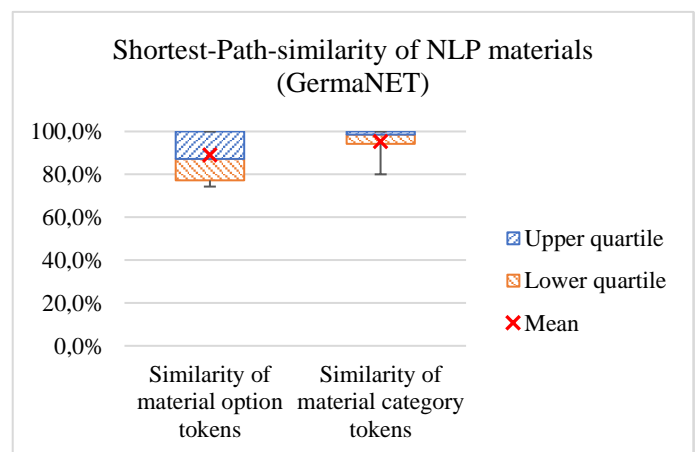 Shortest-Path-similarity of NLP materials
(GermaNET)
100,0%
80,0%
60,0%
40,0%
20,0%
0,0%
Similarity of
material option
tokens
Similarity of
material category
tokens
Upper quartile
Lower quartile
Mean